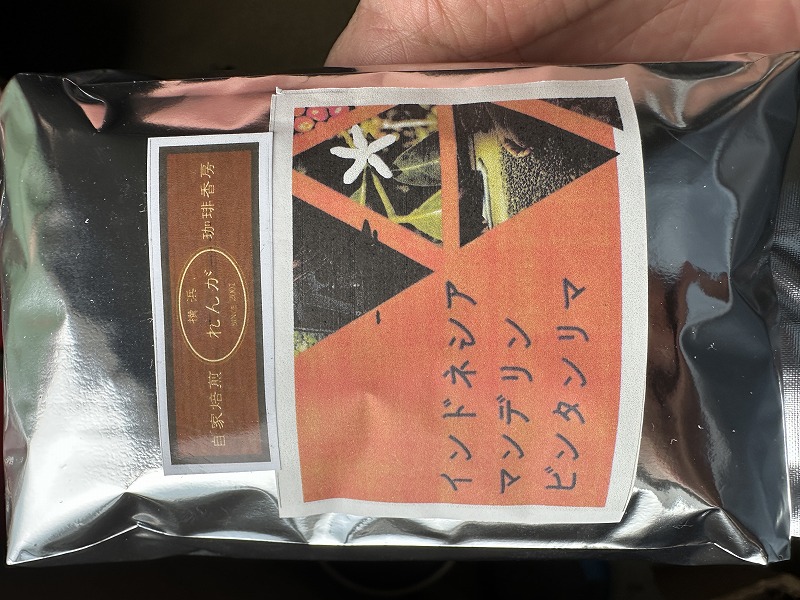 自家焙煎 横浜 珈琲香房
れんが
SINCE 2002
インドネシア
マンデリン
ビンタンリマ